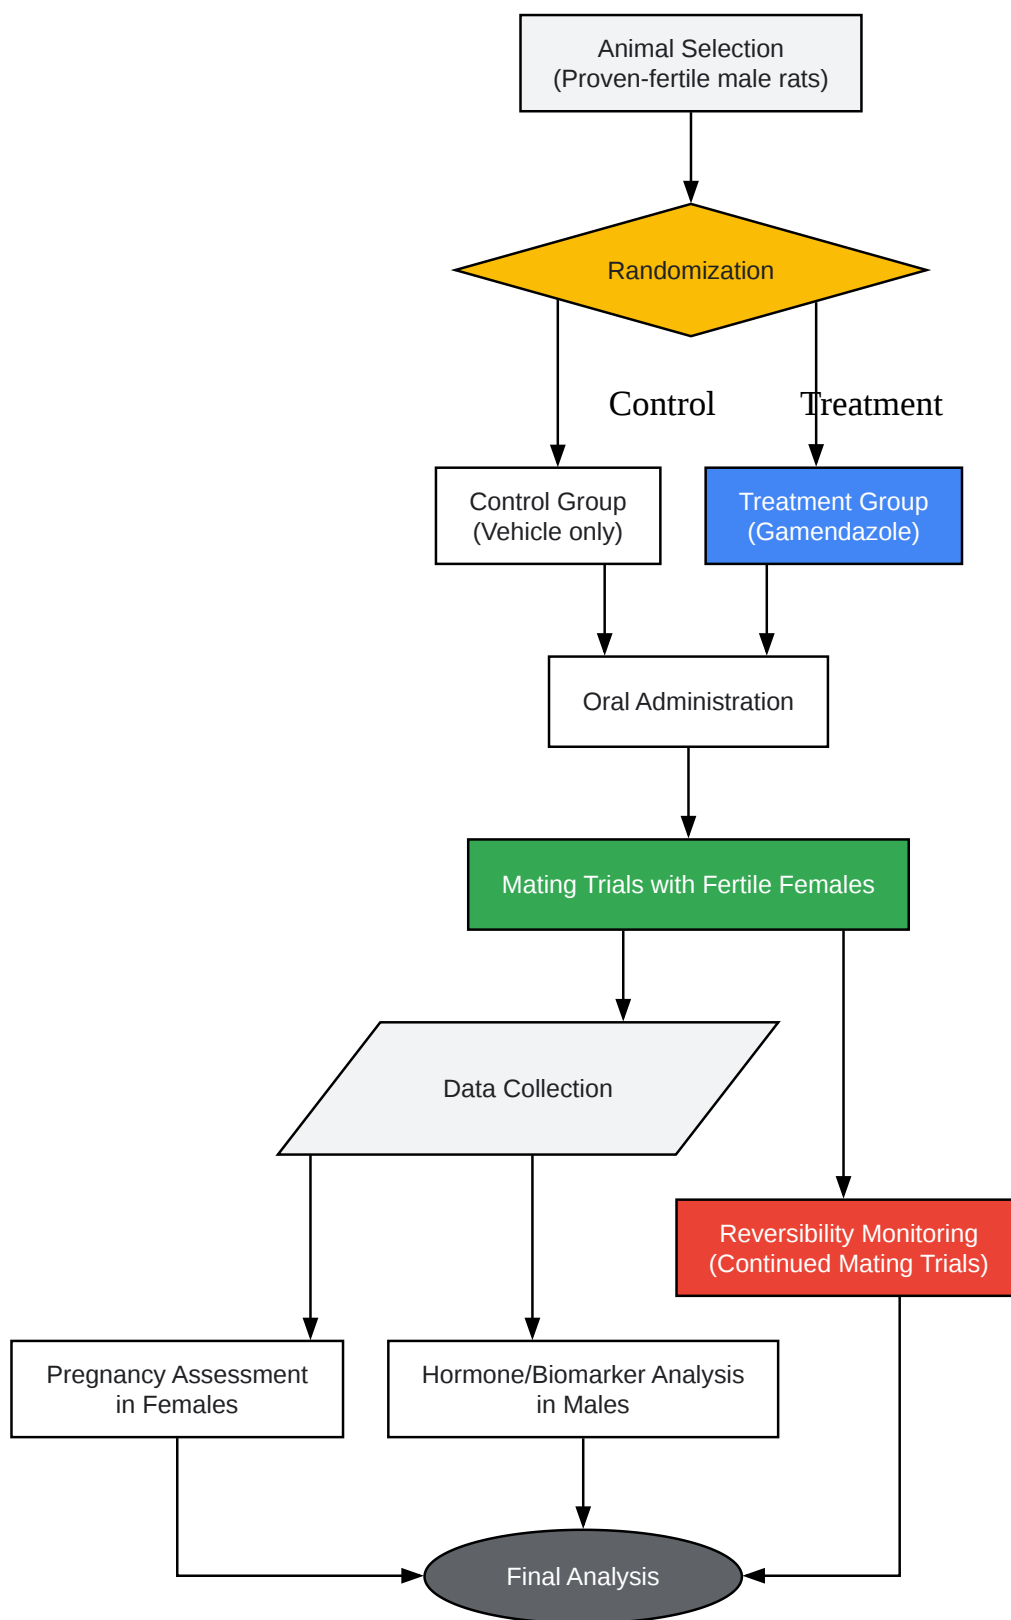 Animal Selection
(Proven-fertile male rats)
Randomization
Control
Treatment
Control Group
(Vehicle only)
Treatment Group
(Gamendazole)
Oral Administration
Mating Trials with Fertile Females
Data Collection
Reversibility Monitoring
(Continued Mating Trials)
Pregnancy Assessment
in Females
Hormone/Biomarker Analysis
in Males
Final Analysis